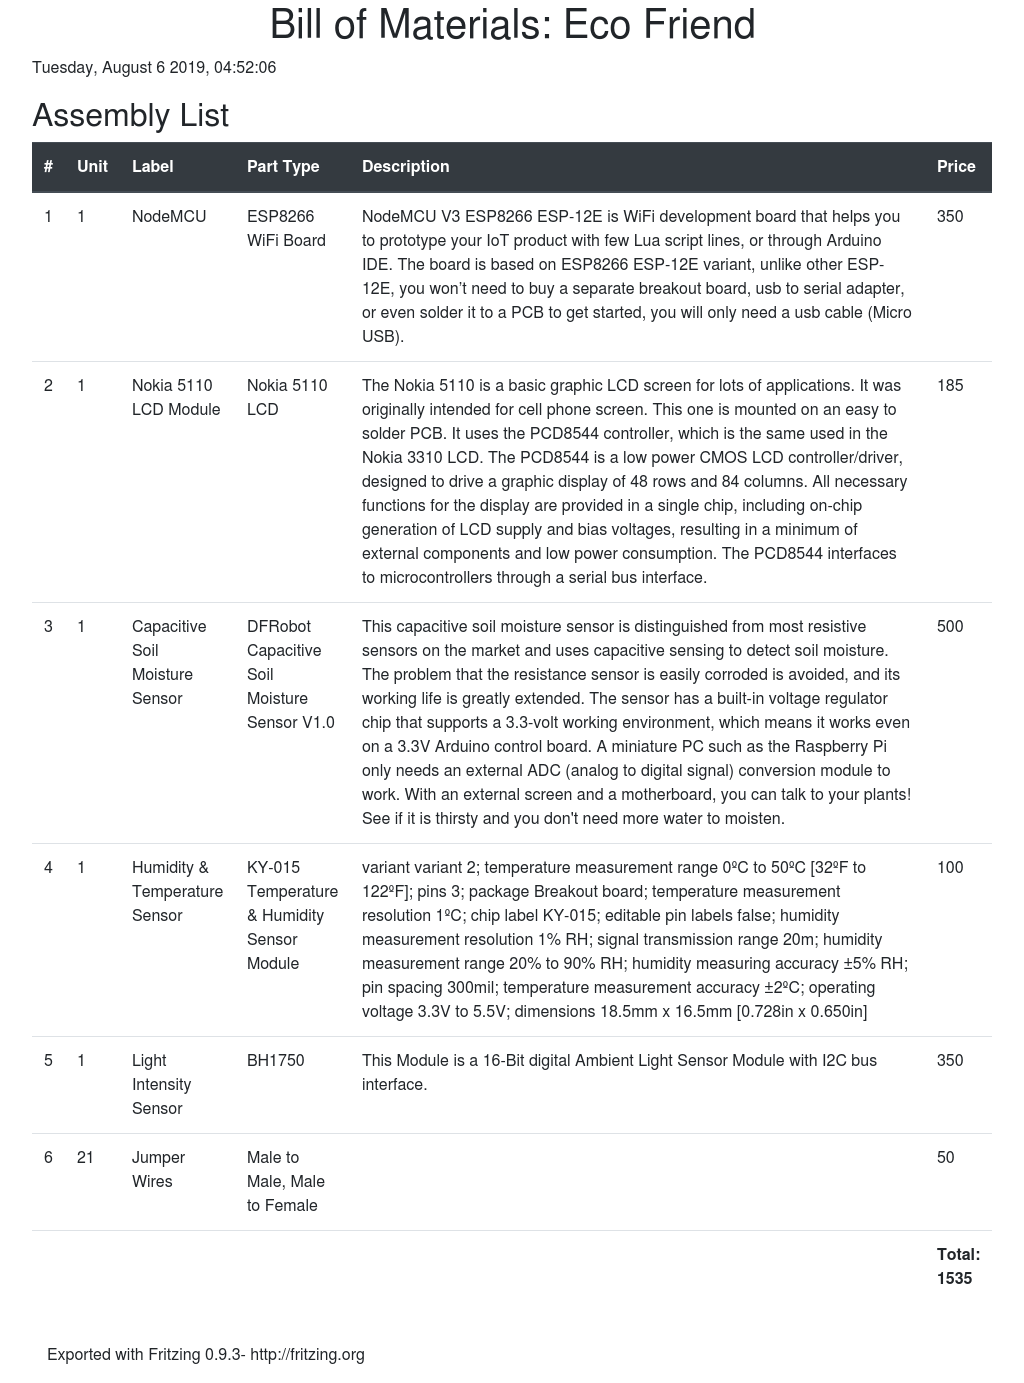 Bill of Materials: Eco Friend
Tuesday, August 6 2019, 04:52:06
Assembly List
# Unit Label Part Type Description Price
1 1 NodeMCU ESP8266 NodeMCU V3 ESP8266 ESP-12E is WiFi development board that helps you 350
WiFi Board to prototype your IoT product with few Lua script lines, or through Arduino
IDE. The board is based on ESP8266 ESP-12E variant, unlike other ESP-
12E, you won’t need to buy a separate breakout board, usb to serial adapter,
or even solder it to a PCB to get started, you will only need a usb cable (Micro
USB).
2 1 Nokia 5110 Nokia 5110 The Nokia 5110 is a basic graphic LCD screen for lots of applications. It was 185
LCD Module LCD originally intended for cell phone screen. This one is mounted on an easy to
solder PCB. It uses the PCD8544 controller, which is the same used in the
Nokia 3310 LCD. The PCD8544 is a low power CMOS LCD controller/driver,
designed to drive a graphic display of 48 rows and 84 columns. All necessary
functions for the display are provided in a single chip, including on-chip
generation of LCD supply and bias voltages, resulting in a minimum of
external components and low power consumption. The PCD8544 interfaces
to microcontrollers through a serial bus interface.
3 1 Capacitive DFRobot This capacitive soil moisture sensor is distinguished from most resistive 500
Soil Capacitive sensors on the market and uses capacitive sensing to detect soil moisture.
Moisture Soil The problem that the resistance sensor is easily corroded is avoided, and its
Sensor Moisture working life is greatly extended. The sensor has a built-in voltage regulator
Sensor V1.0 chip that supports a 3.3-volt working environment, which means it works even
on a 3.3V Arduino control board. A miniature PC such as the Raspberry Pi
only needs an external ADC (analog to digital signal) conversion module to
work. With an external screen and a motherboard, you can talk to your plants!
See if it is thirsty and you don't need more water to moisten.
4 1 Humidity & KY-015 variant variant 2; temperature measurement range 0ºC to 50ºC [32ºF to 100
Temperature Temperature 122ºF]; pins 3; package Breakout board; temperature measurement
Sensor & Humidity resolution 1ºC; chip label KY-015; editable pin labels false; humidity
Sensor measurement resolution 1% RH; signal transmission range 20m; humidity
Module measurement range 20% to 90% RH; humidity measuring accuracy ±5% RH;
pin spacing 300mil; temperature measurement accuracy ±2ºC; operating
voltage 3.3V to 5.5V; dimensions 18.5mm x 16.5mm [0.728in x 0.650in]
5 1 Light BH1750 This Module is a 16-Bit digital Ambient Light Sensor Module with I2C bus 350
Intensity interface.
Sensor
6 21 Jumper Male to 50
Wires Male, Male
to Female
Total:
1535
Exported with Fritzing 0.9.3- http://fritzing.org